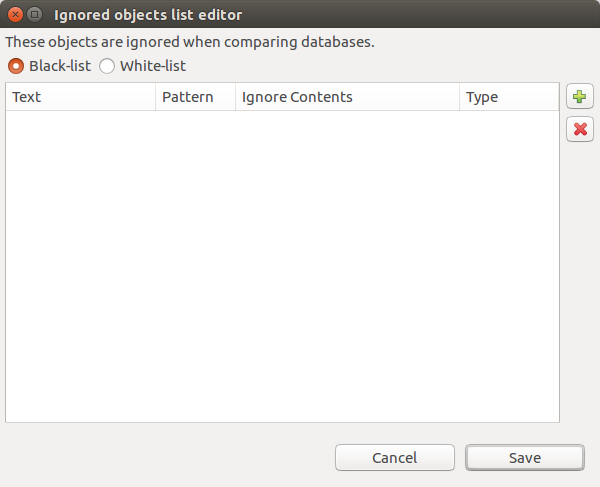 Ignored objects list editor
These objects are ignored when comparing databases.
Black-list White-list
Text Pattern Ignore Contents Type
Cancel Save